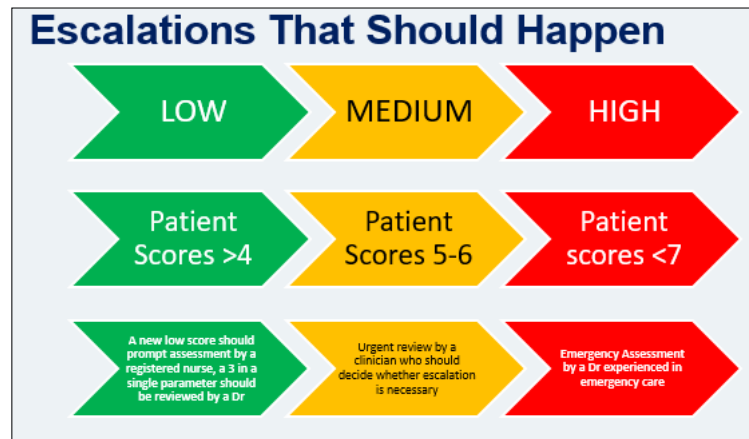 Escalations That Should Happen
LOW
MEDIUM
HIGH
Patient
Scores >4
Patient
Scores 5-6
Patient
scores <7
A new low score should
prompt assessment by a
registered nurse, a 3 in a
single parameter should
be reviewed by a Dr
Urgent review by a
clinician who should
decide whether escalation
is necessary
Emergency Assessment
by a Dr experienced in
emergency care